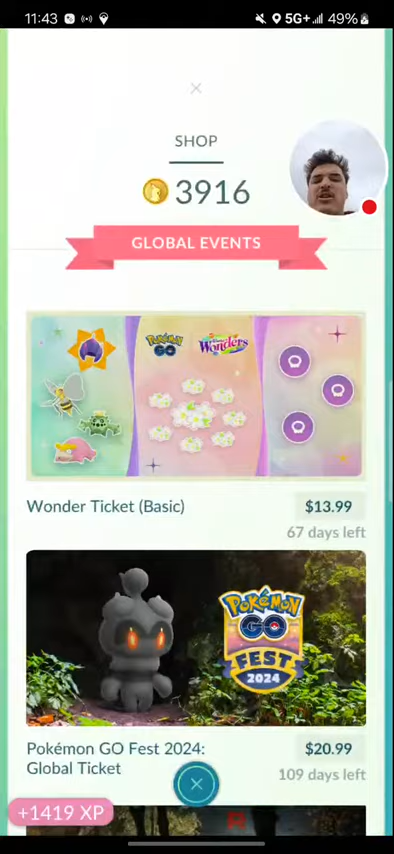 11:43
5G+
49%
SHOP
3916
GLOBAL EVENTS
POKÉMON
GO
Wonders
Wonder Ticket (Basic)
$13.99
67 days left
POKÉMON
GO
FEST
2024
Pokémon GO Fest 2024:
Global Ticket
$20.99
109 days left
+1419 XP